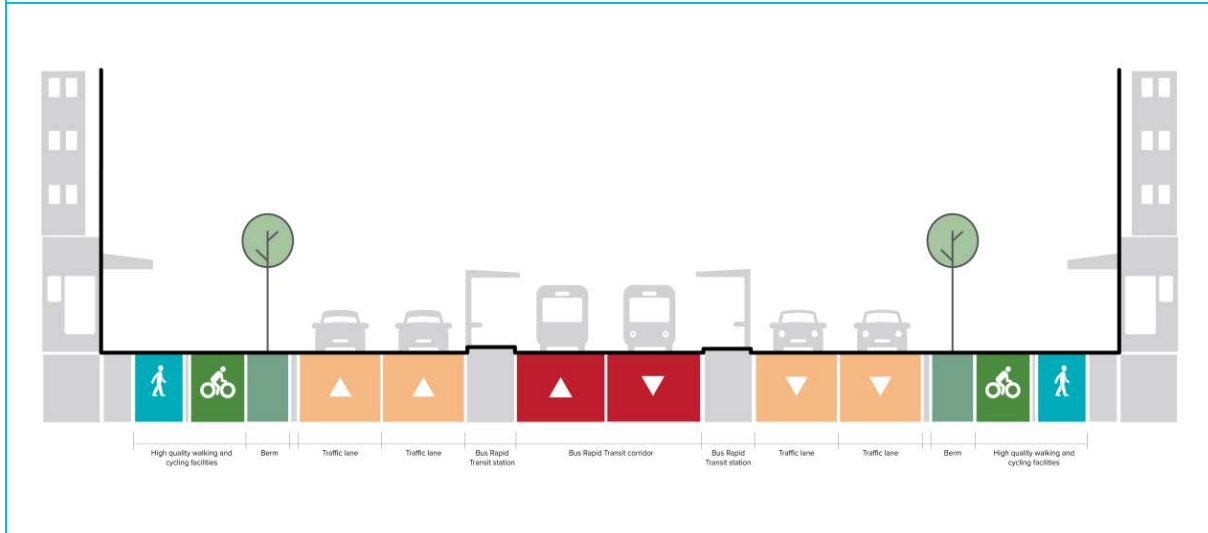 High quality walking and
cycling facilities
Berm
Traffic lane
Traffic lane
Bus Rapid
Transit station
Bus Rapid Transit corridor
Bus Rapid
Transit station
Traffic lane
Traffic lane
Berm
High quality walking and
cycling facilities